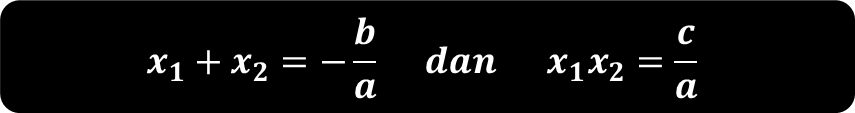 x₁ + x₂ = −b/a dan x₁x₂ = c/a